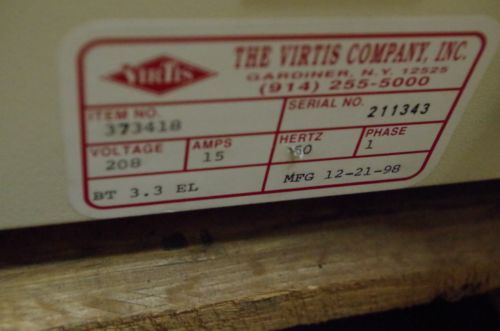 VIRTIS
THE VIRTIS COMPANY, INC.
GARDINER, N.Y. 12525
(914) 255-5000
ITEM NO.
373418
SERIAL NO. 211343
VOLTAGE
208
AMPS
15
HERTZ
60
PHASE
1
BT 3.3 EL
MFG 12-21-98